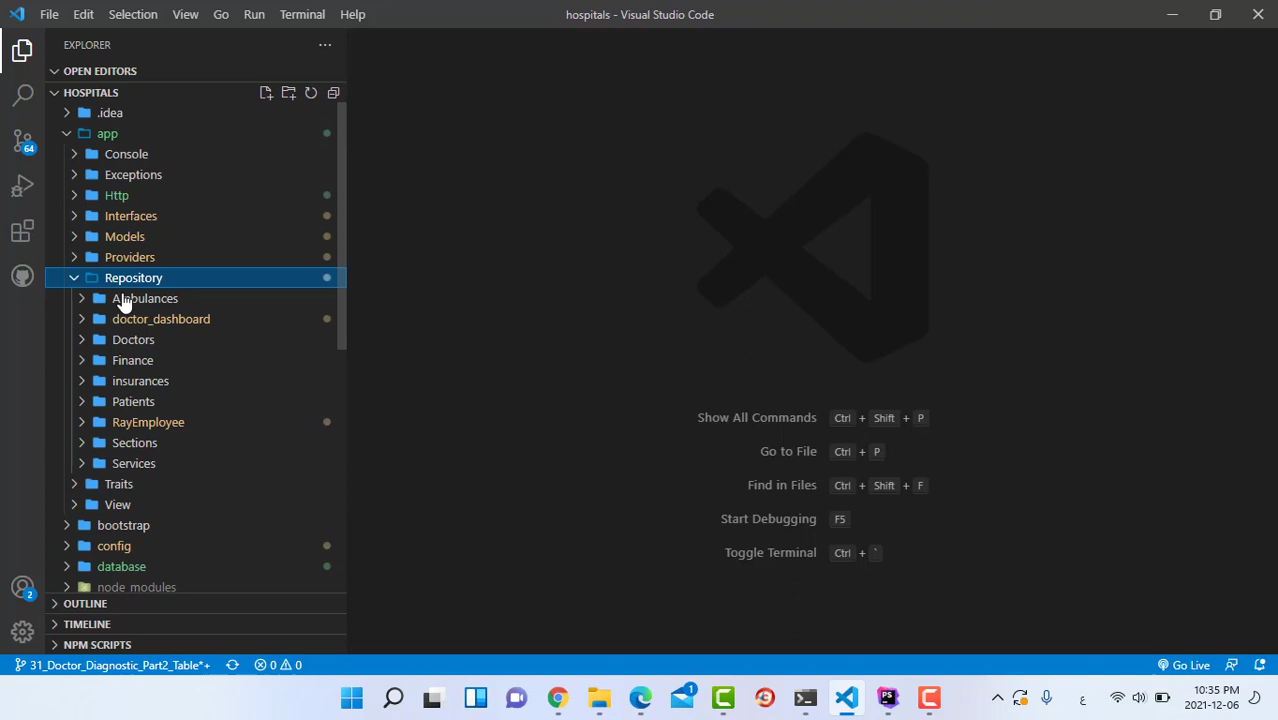 File Edit Selection View Go Run Terminal Help
hospitals - Visual Studio Code
EXPLORER
OPEN EDITORS
HOSPITALS
.idea
app
Console
Exceptions
Http
Interfaces
Models
Providers
Repository
Ambulances
doctor_dashboard
Doctors
Finance
insurances
Patients
RayEmployee
Sections
Services
Traits
View
bootstrap
config
database
node_modules
OUTLINE
TIMELINE
NPM SCRIPTS
64
2
Show All Commands Ctrl + Shift + P
Go to File Ctrl + P
Find in Files Ctrl + Shift + F
Start Debugging F5
Toggle Terminal Ctrl + `
31_Doctor_Diagnostic_Part2_Table*+ 0 0
Go Live
1
PS
ع
10:35 PM
2021-12-06